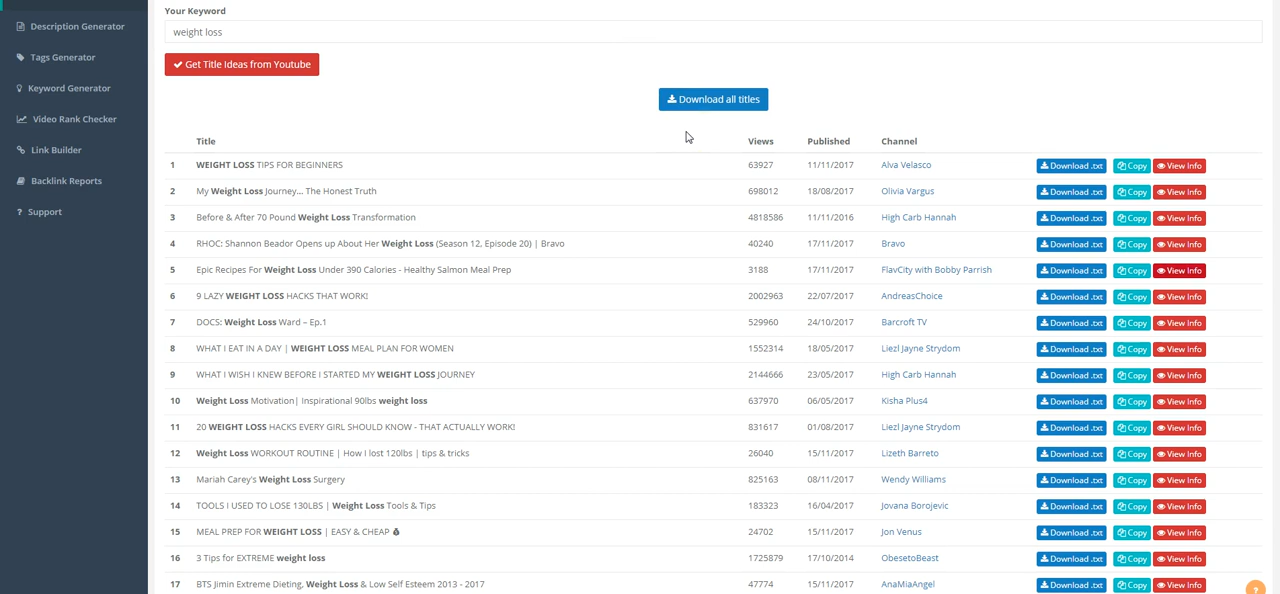 Your Keyword
Description Generator
weight loss
Tags Generator
Get Title Ideas from Youtube
Keyword Generator
Download all titles
Video Rank Checker
Link Builder
Backlink Reports
Support
Title Views Published Channel
1 WEIGHT LOSS TIPS FOR BEGINNERS 63927 11/11/2017 Alva Velasco Download .txt Copy View Info
2 My Weight Loss Journey... The Honest Truth 698012 18/08/2017 Olivia Vargus Download .txt Copy View Info
3 Before & After 70 Pound Weight Loss Transformation 4818586 11/11/2016 High Carb Hannah Download .txt Copy View Info
4 RHOC: Shannon Beador Opens up About Her Weight Loss (Season 12, Episode 20) | Bravo 40240 17/11/2017 Bravo Download .txt Copy View Info
5 Epic Recipes For Weight Loss Under 390 Calories - Healthy Salmon Meal Prep 3188 17/11/2017 FlavCity with Bobby Parrish Download .txt Copy View Info
6 9 LAZY WEIGHT LOSS HACKS THAT WORK! 2002963 22/07/2017 AndreasChoice Download .txt Copy View Info
7 DOCS: Weight Loss Ward – Ep.1 529960 24/10/2017 Barcroft TV Download .txt Copy View Info
8 WHAT I EAT IN A DAY | WEIGHT LOSS MEAL PLAN FOR WOMEN 1552314 18/05/2017 Liezl Jayne Strydom Download .txt Copy View Info
9 WHAT I WISH I KNEW BEFORE I STARTED MY WEIGHT LOSS JOURNEY 2144666 23/05/2017 High Carb Hannah Download .txt Copy View Info
10 Weight Loss Motivation| Inspirational 90lbs weight loss 637970 06/05/2017 Kisha Plus4 Download .txt Copy View Info
11 20 WEIGHT LOSS HACKS EVERY GIRL SHOULD KNOW - THAT ACTUALLY WORK! 831617 01/08/2017 Liezl Jayne Strydom Download .txt Copy View Info
12 Weight Loss WORKOUT ROUTINE | How I lost 120lbs | tips & tricks 26040 15/11/2017 Lizeth Barreto Download .txt Copy View Info
13 Mariah Carey's Weight Loss Surgery 825163 08/11/2017 Wendy Williams Download .txt Copy View Info
14 TOOLS I USED TO LOSE 130LBS | Weight Loss Tools & Tips 183323 16/04/2017 Jovana Borojevic Download .txt Copy View Info
15 MEAL PREP FOR WEIGHT LOSS | EASY & CHEAP 💰 24702 15/11/2017 Jon Venus Download .txt Copy View Info
16 3 Tips for EXTREME weight loss 1725879 17/10/2014 ObesetoBeast Download .txt Copy View Info
17 BTS Jimin Extreme Dieting, Weight Loss & Low Self Esteem 2013 - 2017 47774 15/11/2017 AnaMiaAngel Download .txt Copy View Info
?